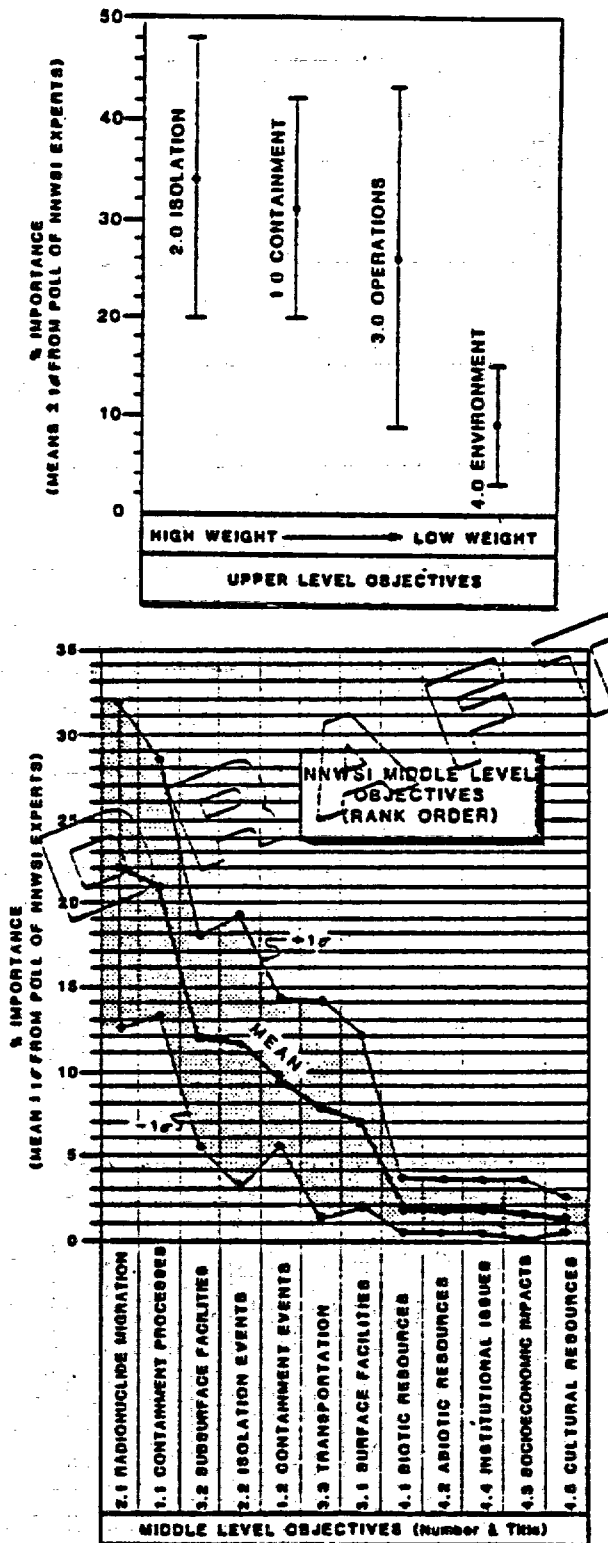 % IMPORTANCE
(MEANS ± 1σ FROM POLL OF NNWSI EXPERTS)
50
40
30
20
10
0
2.0 ISOLATION
1.0 CONTAINMENT
3.0 OPERATIONS
4.0 ENVIRONMENT
HIGH WEIGHT LOW WEIGHT
UPPER LEVEL OBJECTIVES
% IMPORTANCE
(MEAN ± 1σ FROM POLL OF NNWSI EXPERTS)
35
30
25
20
15
10
5
0
NNWSI MIDDLE LEVEL
OBJECTIVES
(RANK ORDER)
+1σ
MEAN
-1σ
2.1 RADIONUCLIDE MIGRATION
1.1 CONTAINMENT PROCESSES
3.2 SUBSURFACE FACILITIES
2.2 ISOLATION EVENTS
1.2 CONTAINMENT EVENTS
3.3 TRANSPORTATION
3.1 SURFACE FACILITIES
4.1 BIOTIC RESOURCES
4.2 ABIOTIC RESOURCES
4.4 INSTITUTIONAL ISSUES
4.3 SOCIOECONOMIC IMPACTS
4.5 CULTURAL RESOURCES
MIDDLE LEVEL OBJECTIVES (Number & Title)